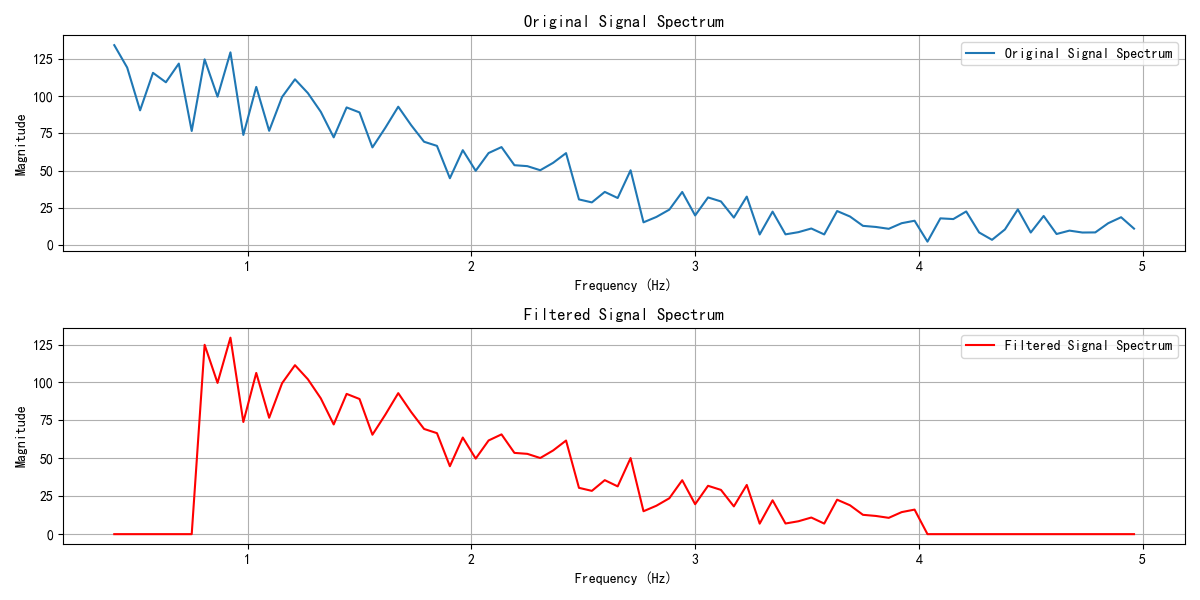 Original Signal Spectrum
Original Signal Spectrum
Magnitude
125
100
75
50
25
0
1 2 3 4 5
Frequency (Hz)
Filtered Signal Spectrum
Filtered Signal Spectrum
Magnitude
125
100
75
50
25
0
1 2 3 4 5
Frequency (Hz)